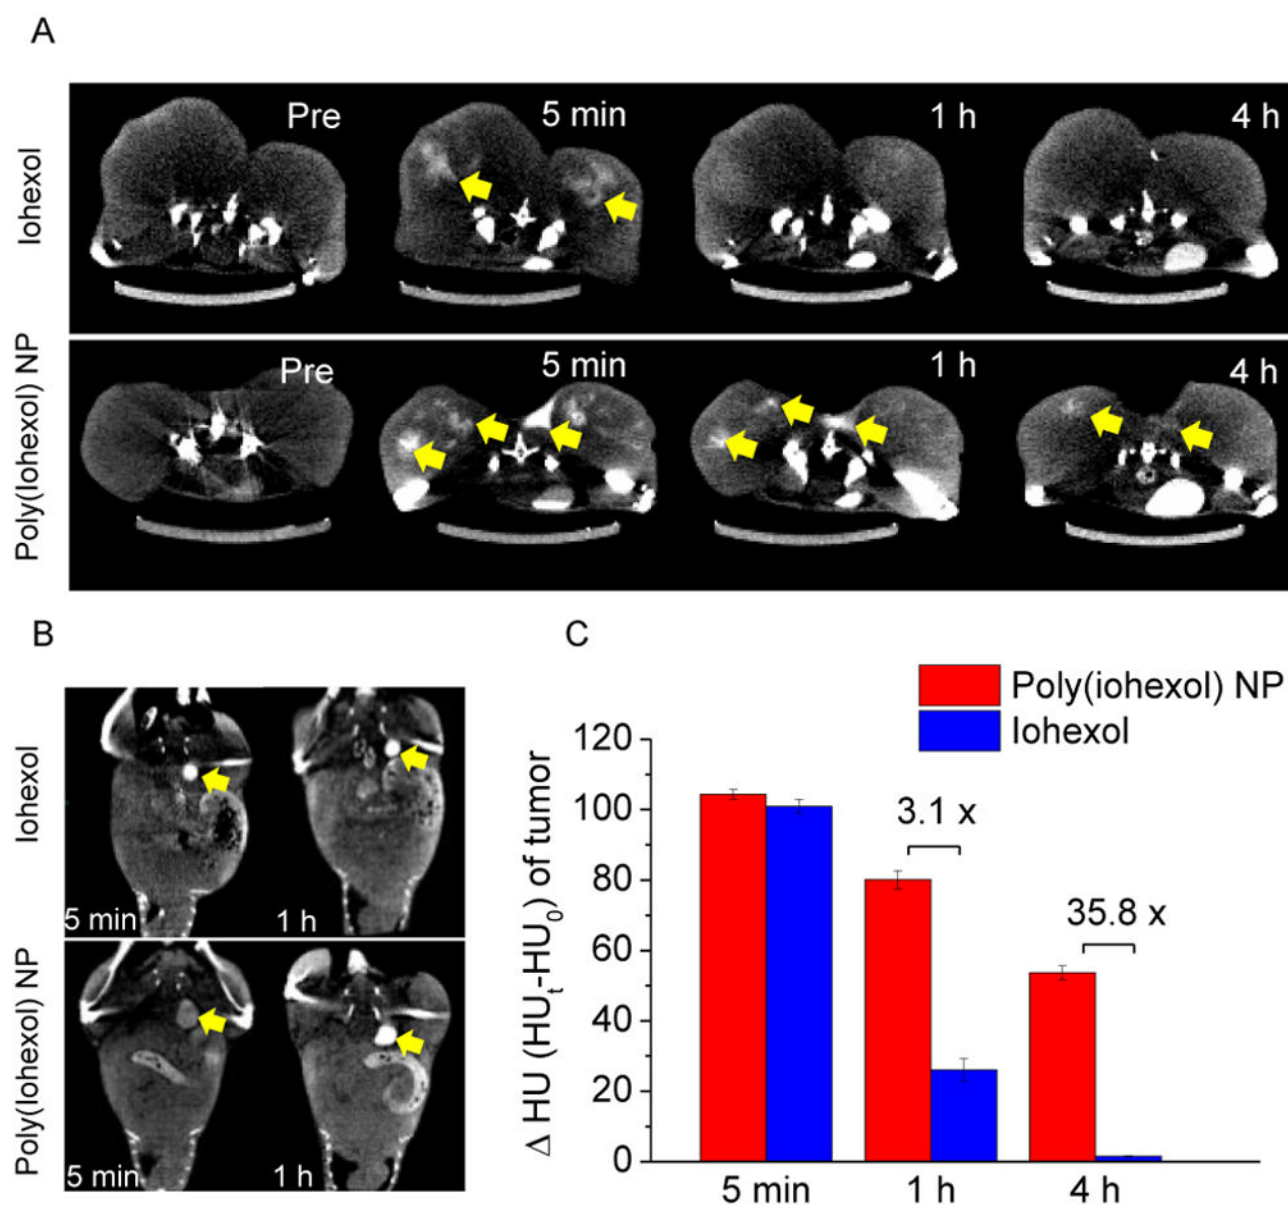 A
Iohexol
Pre
5 min
1 h
4 h
Poly(Iohexol) NP
Pre
5 min
1 h
4 h
B
Iohexol
5 min
1 h
Poly(Iohexol) NP
5 min
1 h
C
Poly(iohexol) NP
Iohexol
Δ HU (HUt-HU0) of tumor
120
100
80
60
40
20
0
3.1 x
35.8 x
5 min
1 h
4 h